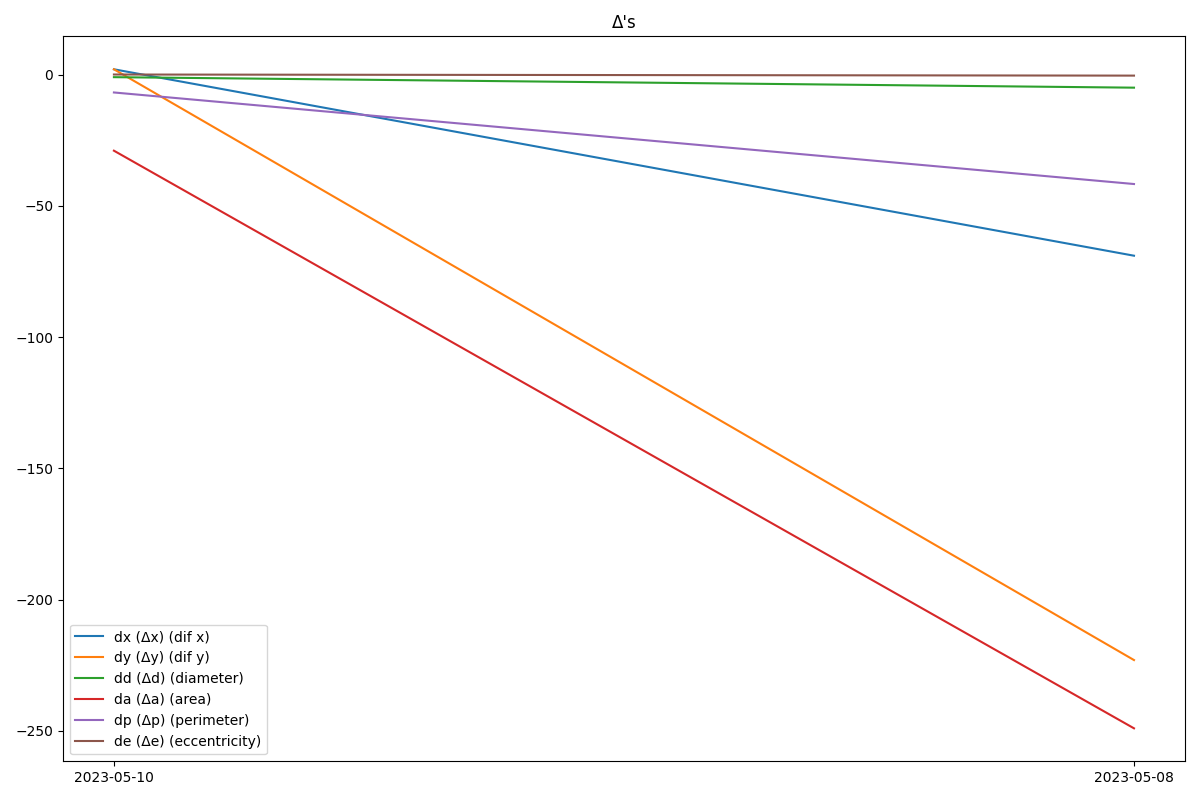 Δ's
0
−50
−100
−150
−200
−250
dx (Δx) (dif x)
dy (Δy) (dif y)
dd (Δd) (diameter)
da (Δa) (area)
dp (Δp) (perimeter)
de (Δe) (eccentricity)
2023-05-10
2023-05-08